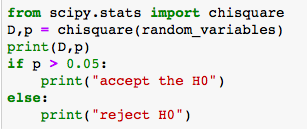 from scipy.stats import chisquare
D,p = chisquare(random_variables)
print(D,p)
if p > 0.05:
    print("accept the H0")
else:
    print("reject H0")